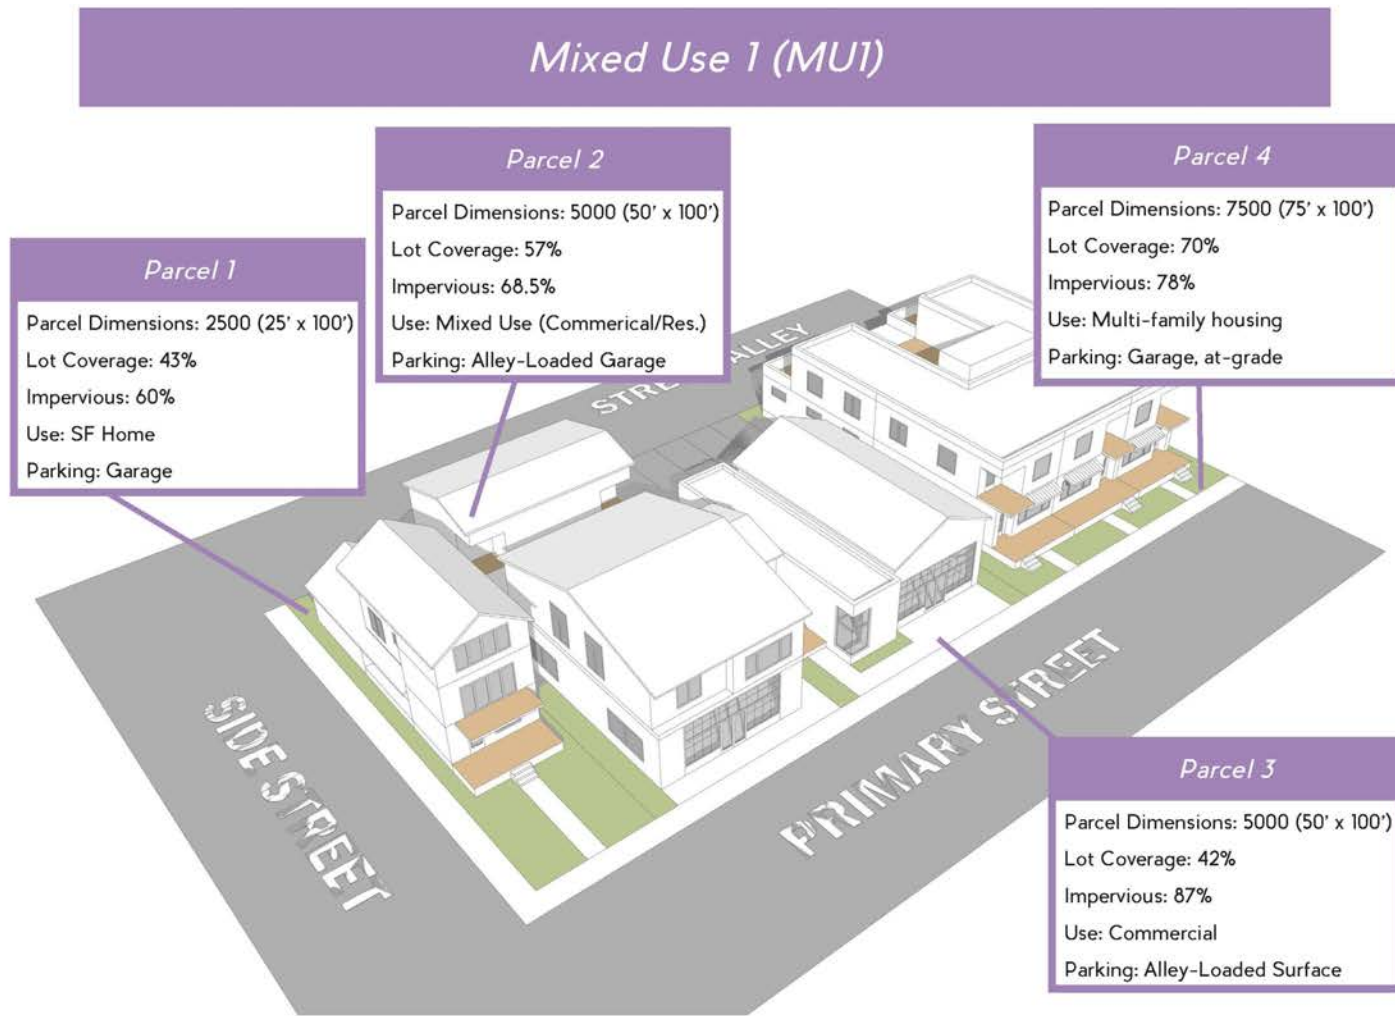 Mixed Use 1 (MU1)
Parcel 1
Parcel Dimensions: 2500 (25' x 100')
Lot Coverage: 43%
Impervious: 60%
Use: SF Home
Parking: Garage
Parcel 2
Parcel Dimensions: 5000 (50' x 100')
Lot Coverage: 57%
Impervious: 68.5%
Use: Mixed Use (Commerical/Res.)
Parking: Alley-Loaded Garage
Parcel 4
Parcel Dimensions: 7500 (75' x 100')
Lot Coverage: 70%
Impervious: 78%
Use: Multi-family housing
Parking: Garage, at-grade
ALLEY
SIDE STREET
PRIMARY STREET
Parcel 3
Parcel Dimensions: 5000 (50' x 100')
Lot Coverage: 42%
Impervious: 87%
Use: Commercial
Parking: Alley-Loaded Surface